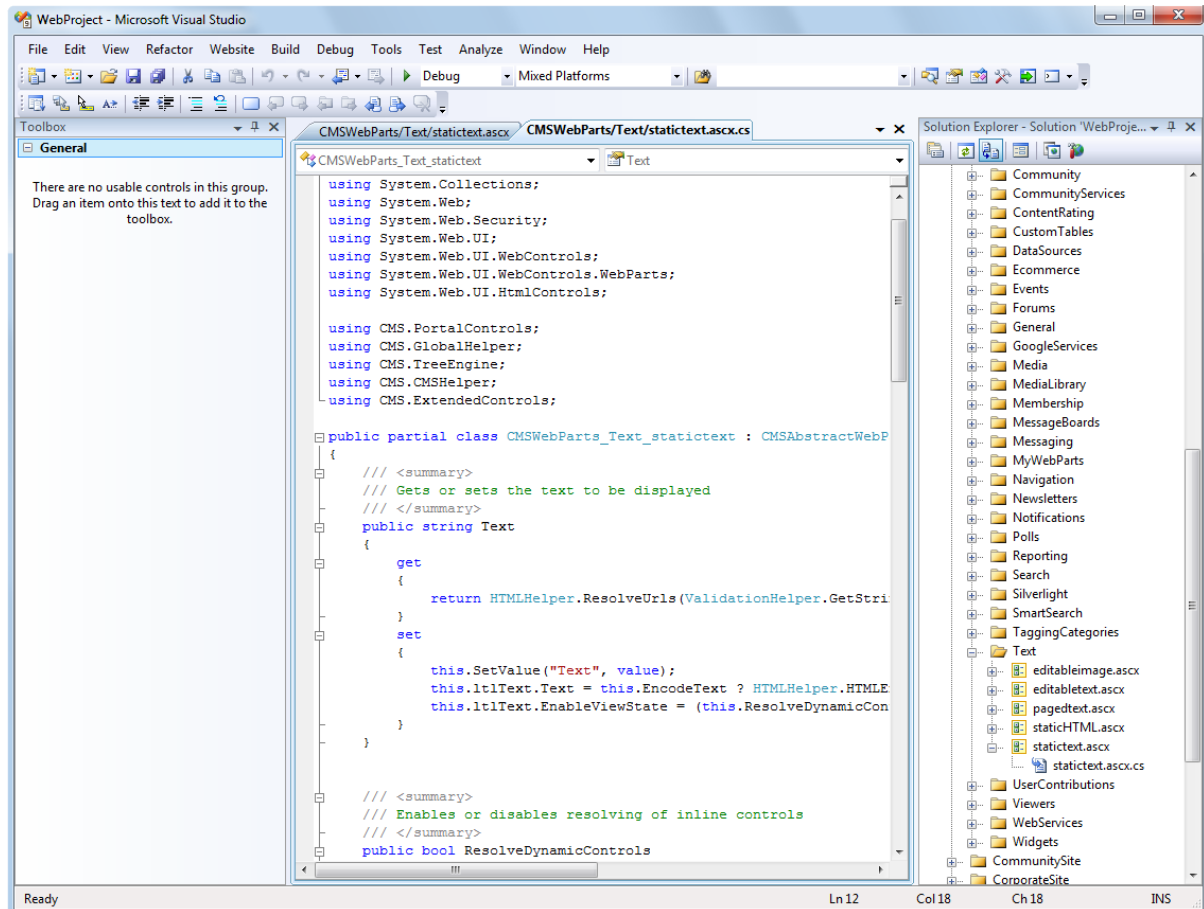 WebProject - Microsoft Visual Studio
File Edit View Refactor Website Build Debug Tools Test Analyze Window Help
Debug Mixed Platforms
Toolbox
General
There are no usable controls in this group.
Drag an item onto this text to add it to the
toolbox.
CMSWebParts/Text/statictext.ascx CMSWebParts/Text/statictext.ascx.cs
CMSWebParts_Text_statictext Text
using System.Collections;
using System.Web;
using System.Web.Security;
using System.Web.UI;
using System.Web.UI.WebControls;
using System.Web.UI.WebControls.WebParts;
using System.Web.UI.HtmlControls;
using CMS.PortalControls;
using CMS.GlobalHelper;
using CMS.TreeEngine;
using CMS.CMSHelper;
using CMS.ExtendedControls;
public partial class CMSWebParts_Text_statictext : CMSAbstractWebP
{
/// <summary>
/// Gets or sets the text to be displayed
/// </summary>
public string Text
{
get
{
return HTMLHelper.ResolveUrls(ValidationHelper.GetStri
}
set
{
this.SetValue("Text", value);
this.ltlText.Text = this.EncodeText ? HTMLHelper.HTMLE
this.ltlText.EnableViewState = (this.ResolveDynamicCon
}
}
/// <summary>
/// Enables or disables resolving of inline controls
/// </summary>
public bool ResolveDynamicControls
Solution Explorer - Solution 'WebProje...
Community
CommunityServices
ContentRating
CustomTables
DataSources
Ecommerce
Events
Forums
General
GoogleServices
Media
MediaLibrary
Membership
MessageBoards
Messaging
MyWebParts
Navigation
Newsletters
Notifications
Polls
Reporting
Search
Silverlight
SmartSearch
TaggingCategories
Text
editableimage.ascx
editabletext.ascx
pagedtext.ascx
staticHTML.ascx
statictext.ascx
statictext.ascx.cs
UserContributions
Viewers
WebServices
Widgets
CommunitySite
CorporateSite
Ready Ln 12 Col 18 Ch 18 INS